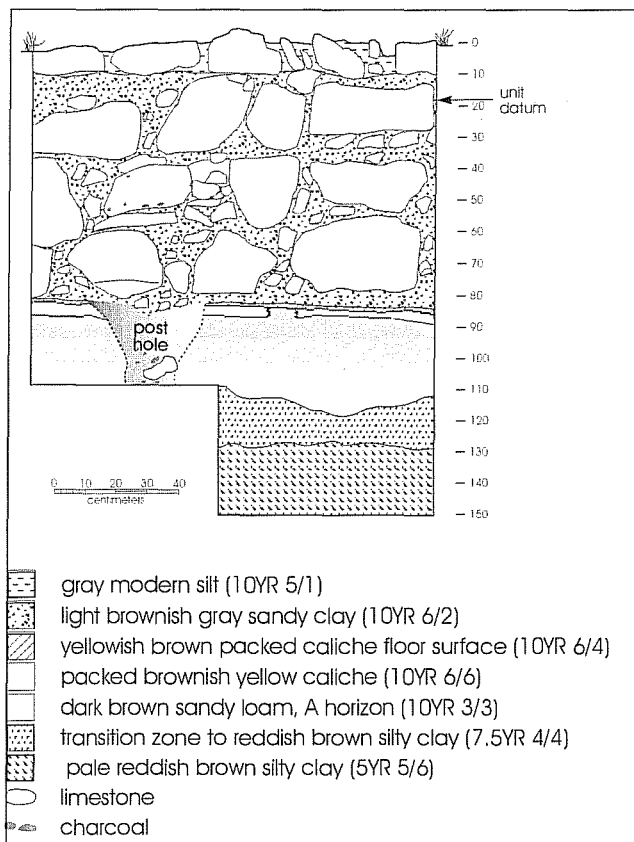 0
10
unit
datum
20
30
40
50
60
70
80
post
hole
90
100
110
120
130
140
150
0 10 20 30 40
centimeters
gray modern silt (10YR 5/1)
light brownish gray sandy clay (10YR 6/2)
yellowish brown packed caliche floor surface (10YR 6/4)
packed brownish yellow caliche (10YR 6/6)
dark brown sandy loam, A horizon (10YR 3/3)
transition zone to reddish brown silty clay (7.5YR 4/4)
pale reddish brown silty clay (5YR 5/6)
limestone
charcoal